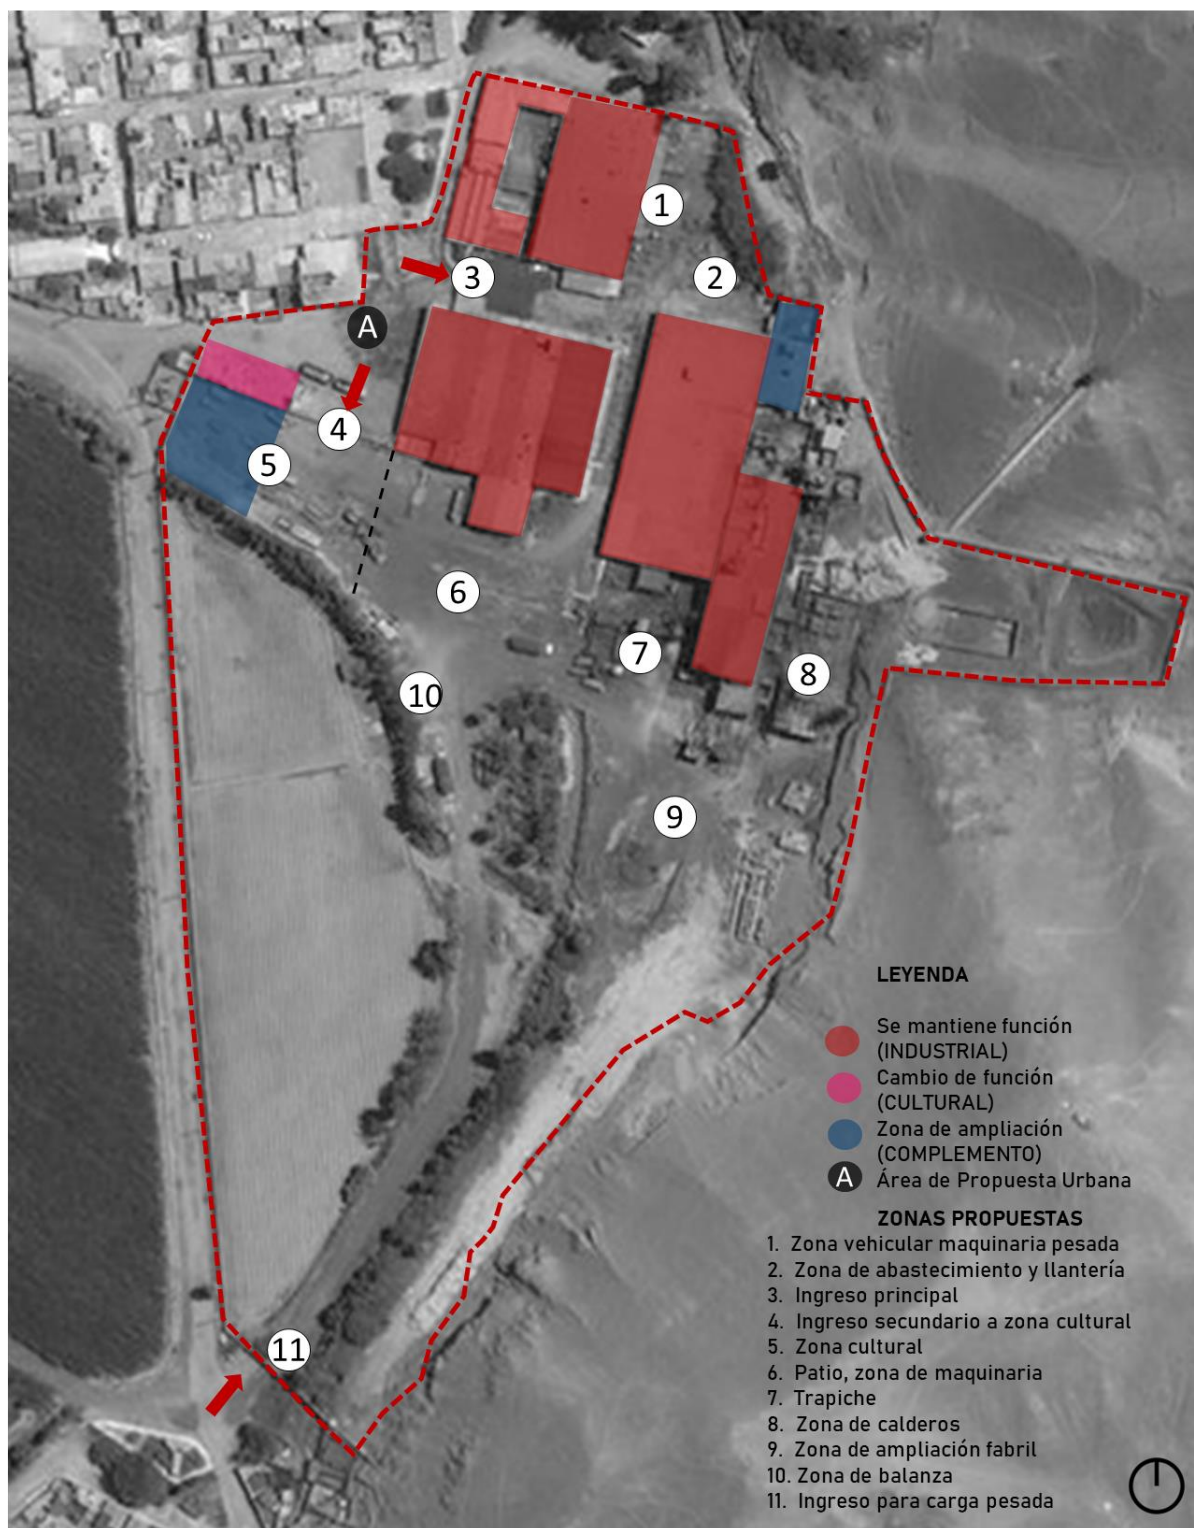 1
2
3
A
4
5
6
7
8
10
9
11
LEYENDA
Se mantiene función
(INDUSTRIAL)
Cambio de función
(CULTURAL)
Zona de ampliación
(COMPLEMENTO)
A Área de Propuesta Urbana
ZONAS PROPUESTAS
1. Zona vehicular maquinaria pesada
2. Zona de abastecimiento y llantería
3. Ingreso principal
4. Ingreso secundario a zona cultural
5. Zona cultural
6. Patio, zona de maquinaria
7. Trapiche
8. Zona de calderos
9. Zona de ampliación fabril
10. Zona de balanza
11. Ingreso para carga pesada